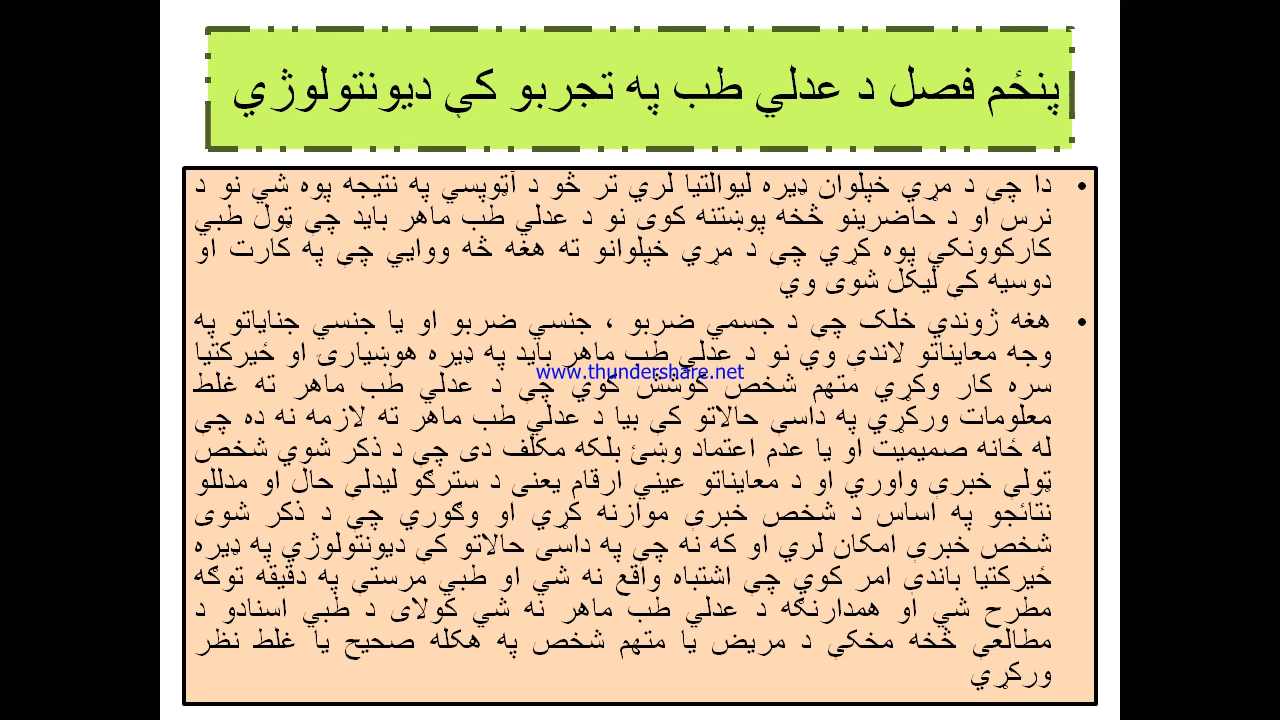 پنځم فصل د عدلي طب په تجربو کې ديونتولوژي
• دا چې د مړي خپلوان ډيره ليوالتيا لري تر څو د آټوپسي په نتيجه پوه شي نو د
نرس او د حاضرينو څخه پوښتنه کوی نو د عدلي طب ماهر بايد چې ټول طبي
کارکوونکي پوه کړي چې د مړي خپلوانو ته هغه څه ووايي چې په کارت او
دوسيه کې ليکل شوی وي
• هغه ژوندي خلک چې د جسمي ضربو ، جنسي ضربو او يا جنسي جناياتو په
وجه معايناتو لاندې وي نو د عدلي طب ماهر بايد په ډيره هوښيارۍ او ځيرکتيا
www.thundershare.net
سره کار وکړي متهم شخص کوشش کوي چې د عدلي طب ماهر ته غلط
معلومات ورکړي په داسې حالاتو کې بيا د عدلي طب ماهر ته لازمه نه ده چې
له ځانه صميميت او يا عدم اعتماد وښئ بلکه مکلف دی چې د ذکر شوي شخص
ټولې خبرې واوري او د معايناتو عيني ارقام يعنی د سترګو ليدلي حال او مدللو
نتائجو په اساس د شخص خبرې موازنه کړي او وګوري چې د ذکر شوی
شخص خبرې امکان لري او که نه چې په داسی حالاتو کې ديونتولوژي په ډيره
ځيرکتيا باندې امر کوي چې اشتباه واقع نه شي او طبي مرستې په دقيقه توګه
مطرح شي او همدارنګه د عدلي طب ماهر نه شي کولای د طبي اسنادو د
مطالعې څخه مخکې د مريض يا متهم شخص په هکله صحيح يا غلط نظر
ورکړي